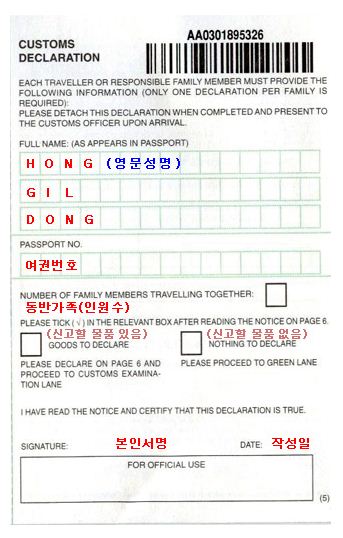 AA0301895326
CUSTOMS
DECLARATION
EACH TRAVELLER OR RESPONSIBLE FAMILY MEMBER MUST PROVIDE THE
FOLLOWING INFORMATION (ONLY ONE DECLARATION PER FAMILY IS
REQUIRED):
PLEASE DETACH THIS DECLARATION WHEN COMPLETED AND PRESENT TO
THE CUSTOMS OFFICER UPON ARRIVAL.
FULL NAME: (AS APPEARS IN PASSPORT)
H O N G (영문성명)
G I L
D O N G
PASSPORT NO.
여권번호
NUMBER OF FAMILY MEMBERS TRAVELLING TOGETHER:
동반가족(인원수)
PLEASE TICK (√) IN THE RELEVANT BOX AFTER READING THE NOTICE ON PAGE 6.
(신고할 물품 있음) (신고할 물품 없음)
GOODS TO DECLARE NOTHING TO DECLARE
PLEASE DECLARE ON PAGE 6 AND PLEASE PROCEED TO GREEN LANE
PROCEED TO CUSTOMS EXAMINA-
TION LANE
I HAVE READ THE NOTICE AND CERTIFY THAT THIS DECLARATION IS TRUE.
SIGNATURE: 본인서명 DATE: 작성일
FOR OFFICIAL USE
(5)